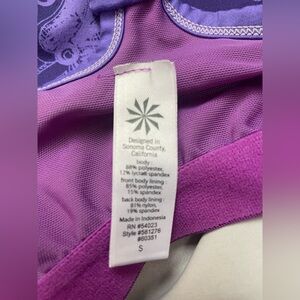 Designed in
Sonoma County,
California
body:
88% polyester,
12% lycra® spandex
front body lining:
85% polyester,
15% spandex
back body lining:
81% nylon,
19% spandex
Made in Indonesia
RN #54023
Style #581276
#60381
S